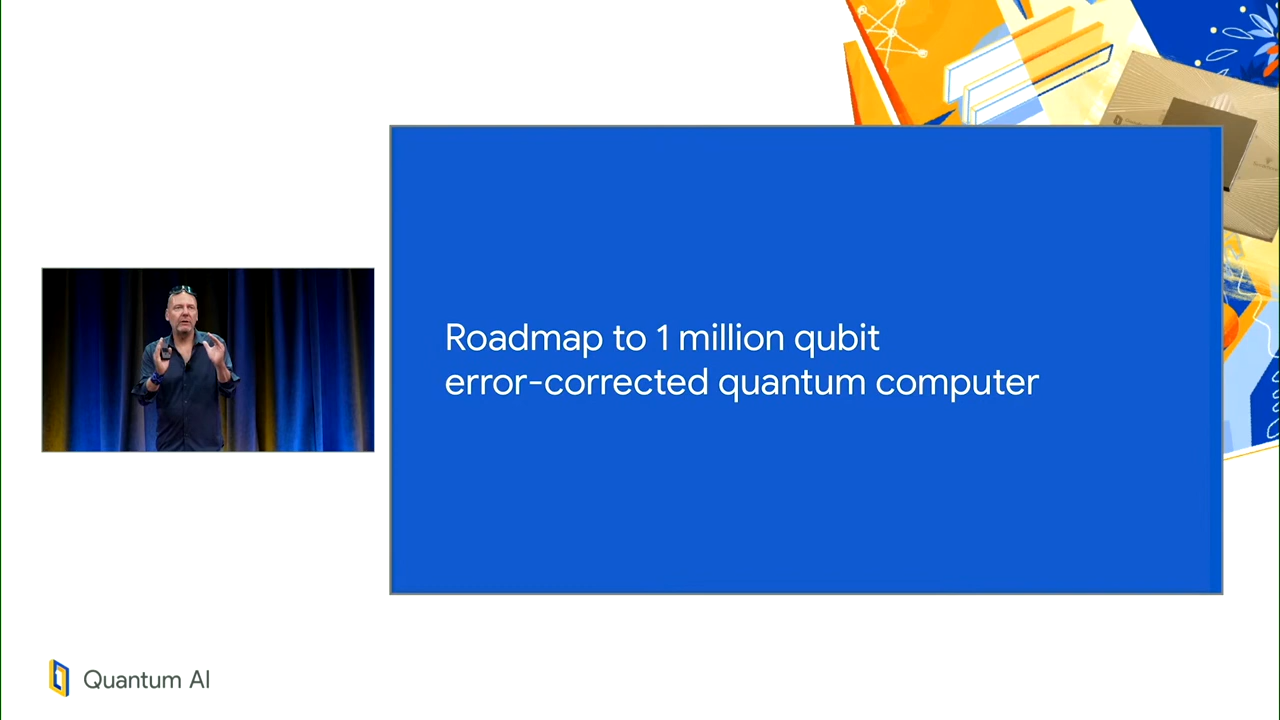 Roadmap to 1 million qubit
error-corrected quantum computer
Quantum AI